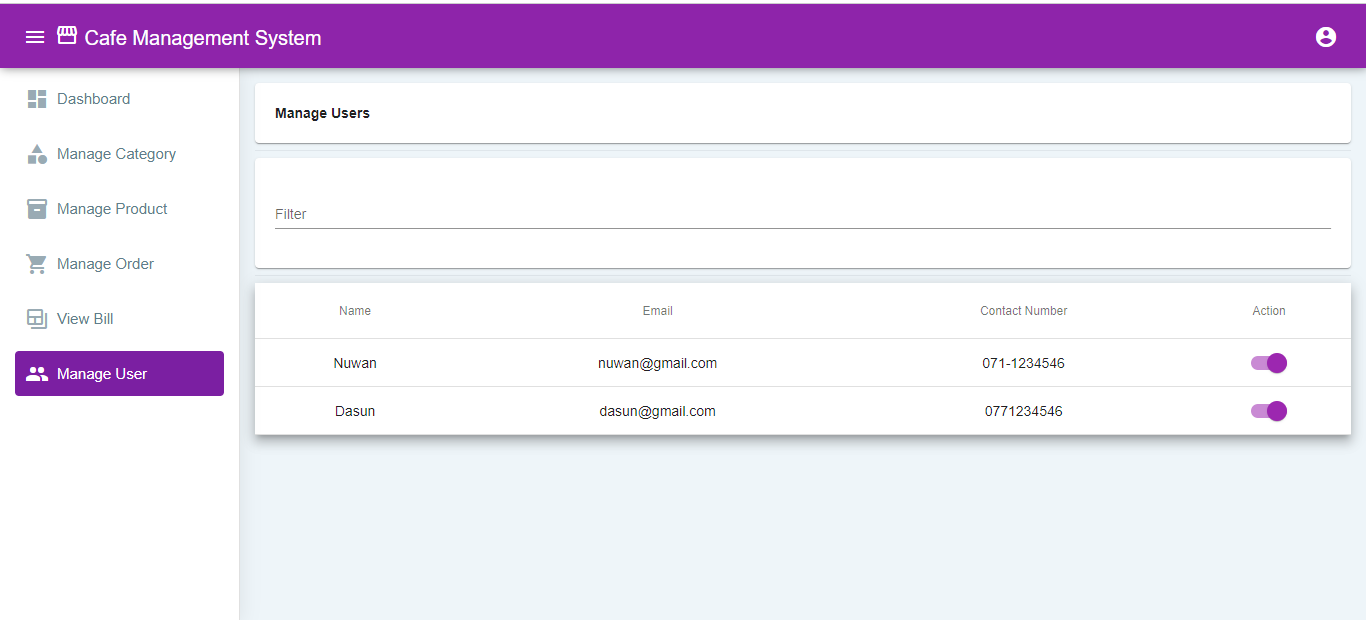 Cafe Management System
Dashboard
Manage Category
Manage Product
Manage Order
View Bill
Manage User
Manage Users
Filter
Name Email Contact Number Action
Nuwan nuwan@gmail.com 071-1234546
Dasun dasun@gmail.com 0771234546